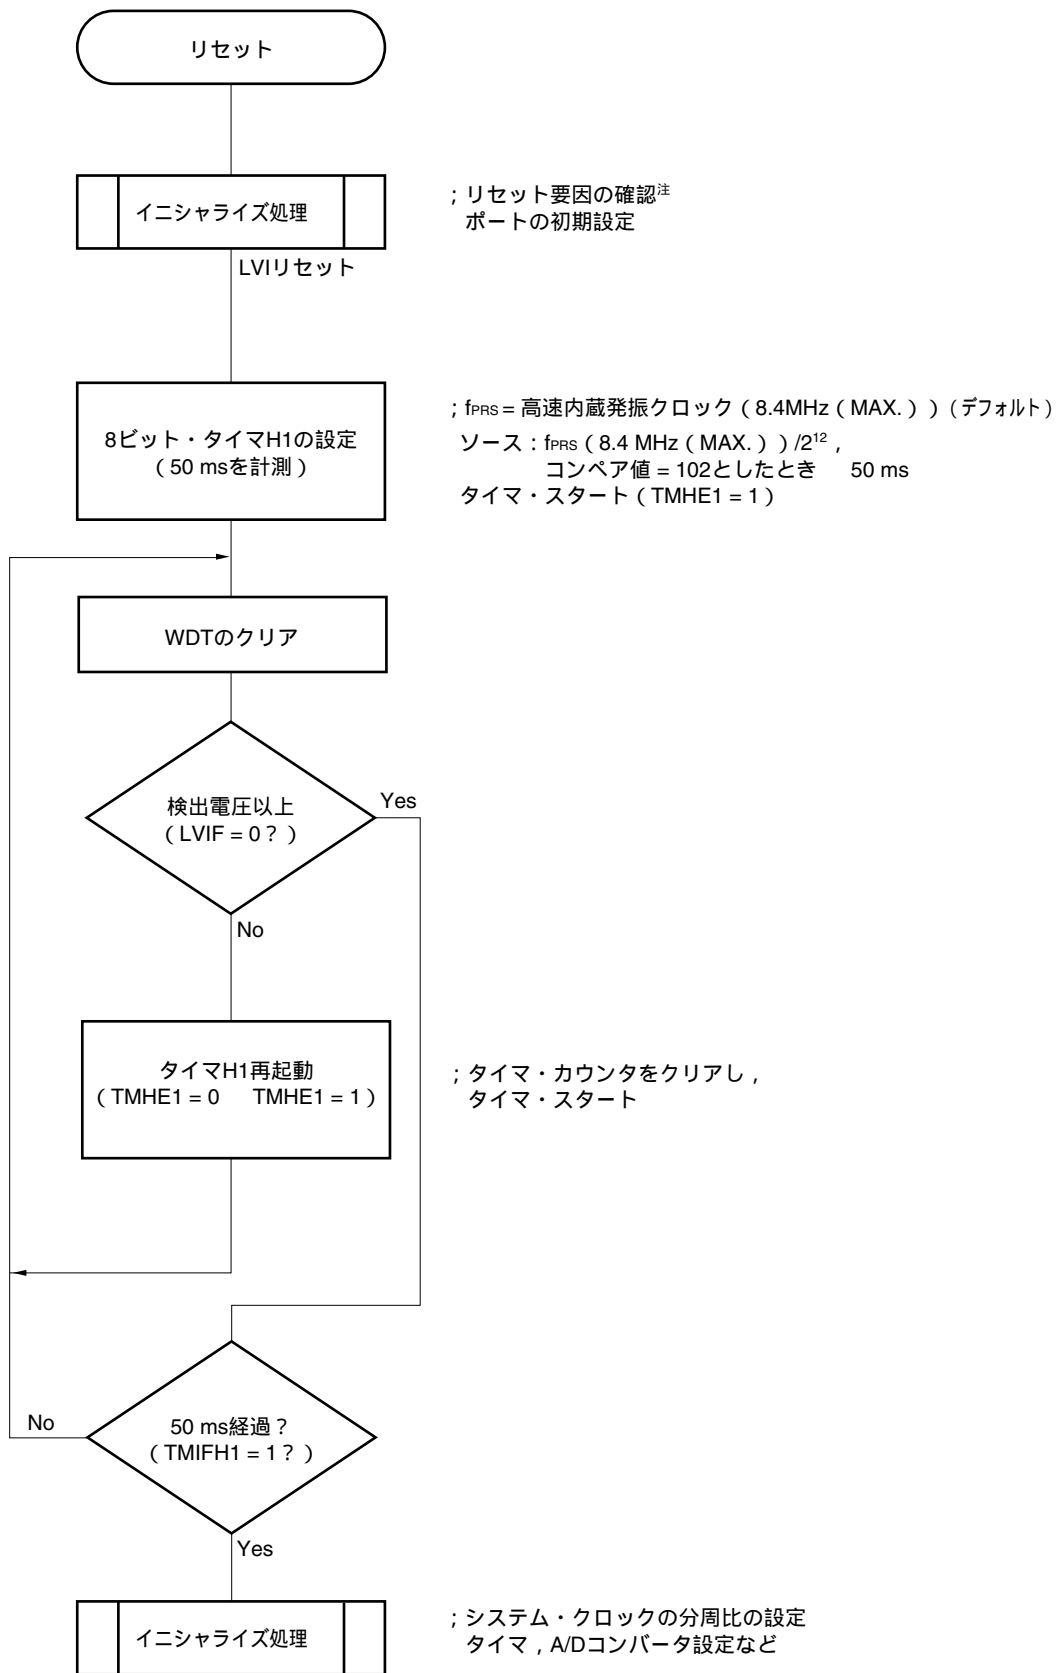 リセット
イニシャライズ処理
；リセット要因の確認注
ポートの初期設定
LVIリセット
8ビット・タイマH1の設定
（50 msを計測）
；fPRS = 高速内蔵発振クロック（8.4MHz（MAX.））（デフォルト）
ソース：fPRS（8.4 MHz（MAX.））/2¹²，
コンペア値 = 102としたとき　50 ms
タイマ・スタート（TMHE1 = 1）
WDTのクリア
検出電圧以上
（LVIF = 0？）
Yes
No
タイマH1再起動
（TMHE1 = 0　TMHE1 = 1）
；タイマ・カウンタをクリアし，
タイマ・スタート
50 ms経過？
（TMIFH1 = 1？）
No
Yes
イニシャライズ処理
；システム・クロックの分周比の設定
タイマ，A/Dコンバータ設定など